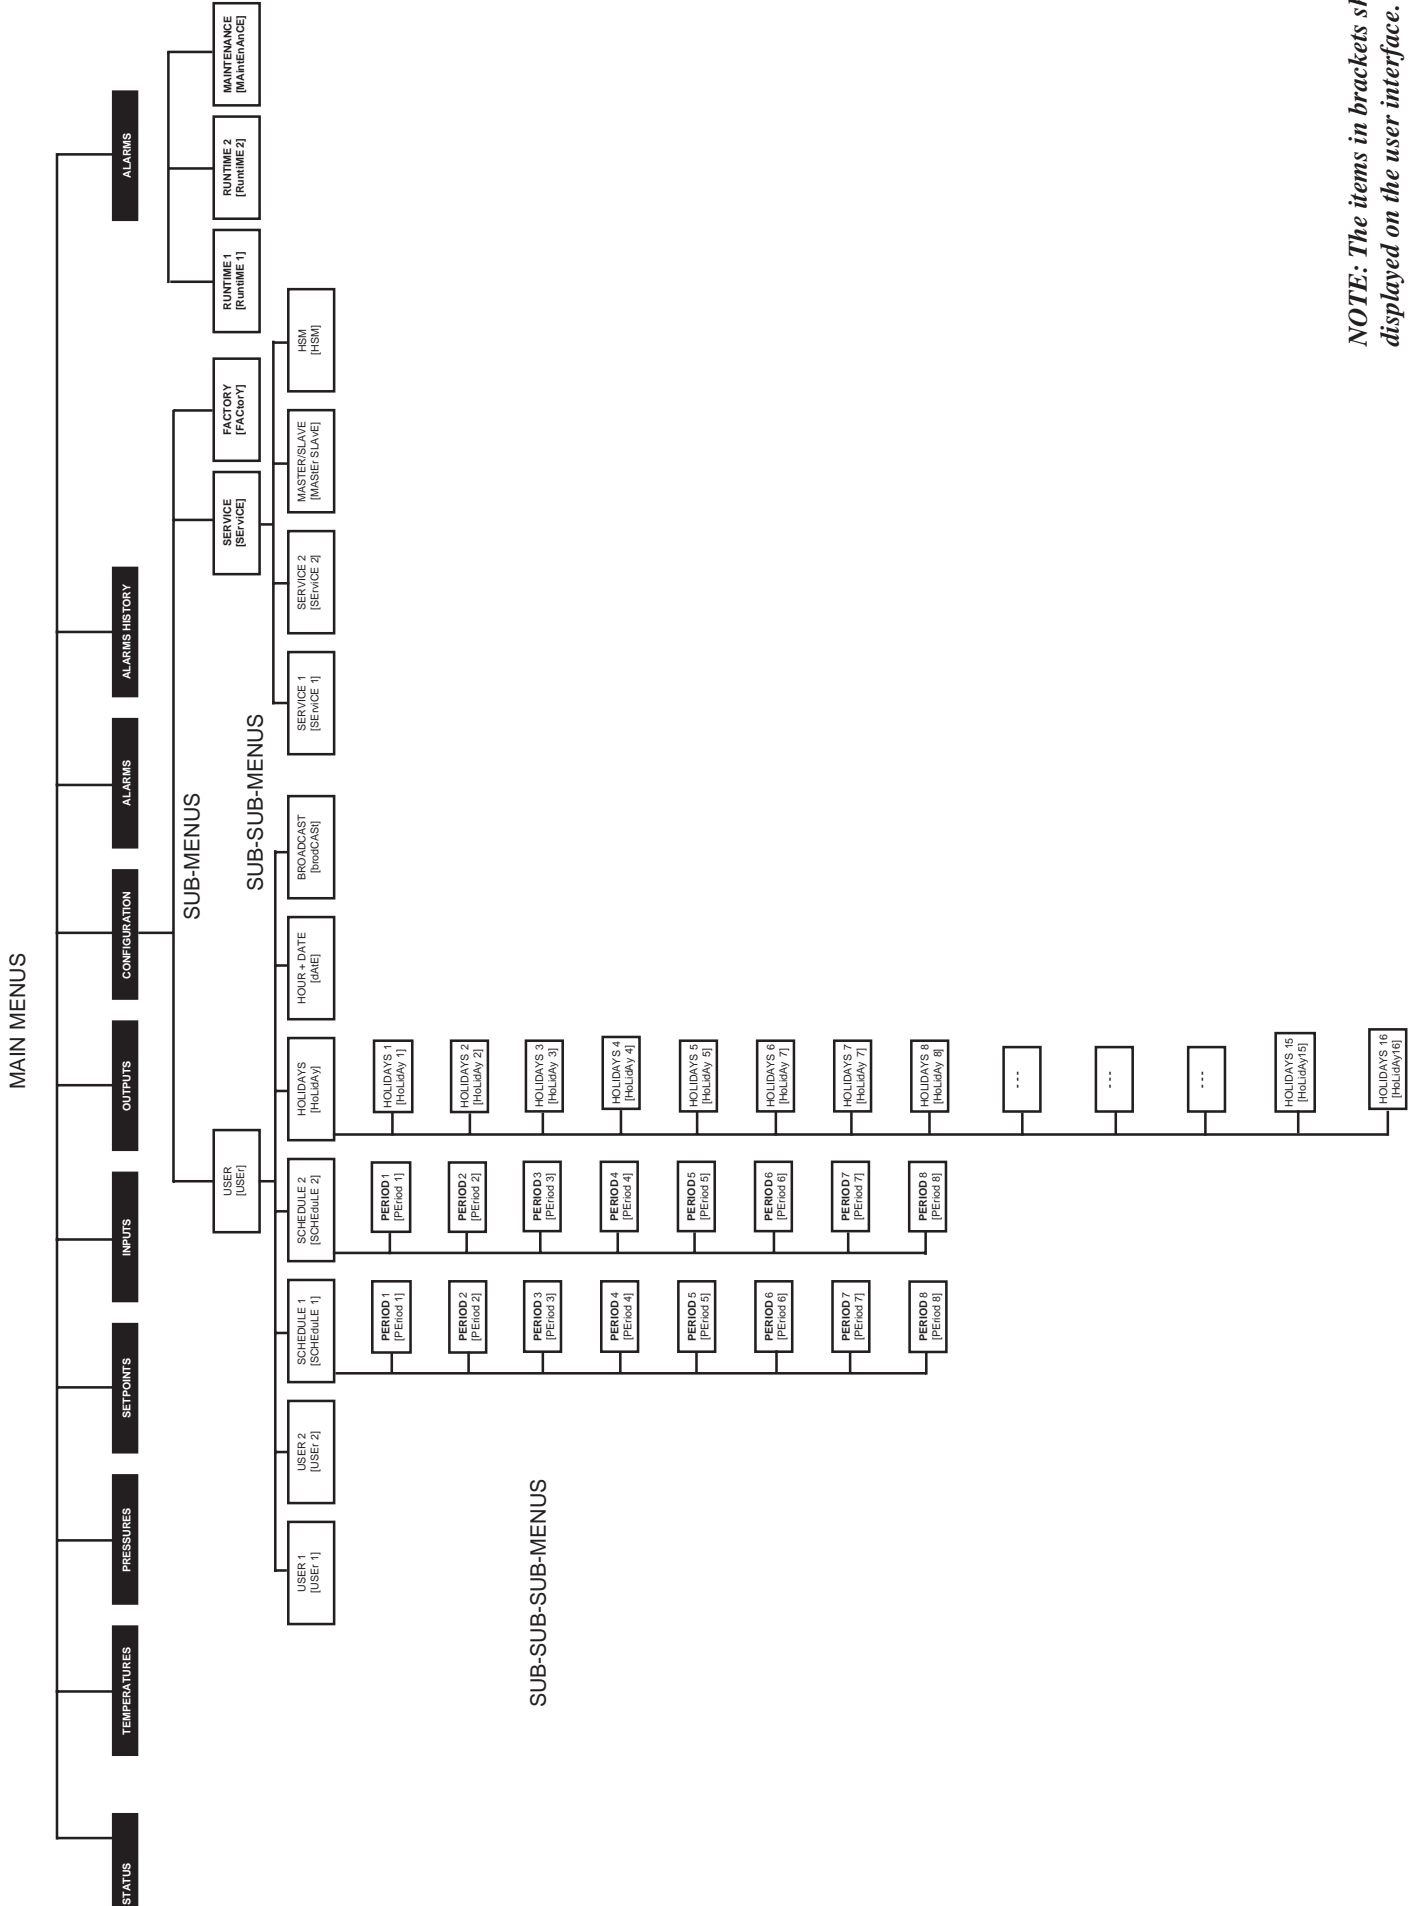 MAIN MENUS
STATUS
TEMPERATURES
PRESSURES
SETPOINTS
INPUTS
OUTPUTS
CONFIGURATION
ALARMS
ALARMS HISTORY
ALARMS
SUB-MENUS
USER
[USEr]
SERVICE
[SErviCE]
FACTORY
[FACtorY]
RUNTIME 1
[RuntiME 1]
RUNTIME 2
[RuntiME 2]
MAINTENANCE
[MAintEnAnCE]
SUB-SUB-MENUS
USER 1
[USEr 1]
USER 2
[USEr 2]
SCHEDULE 1
[SCHEduLE 1]
SCHEDULE 2
[SCHEduLE 2]
HOLIDAYS
[HoLidAy]
HOUR + DATE
[dAtE]
BROADCAST
[brodCASt]
SERVICE 1
[SErviCE 1]
SERVICE 2
[SErviCE 2]
MASTER/SLAVE
[MAStEr SLAvE]
HSM
[HSM]
SUB-SUB-SUB-MENUS
PERIOD 1
[PEriod 1]
PERIOD 2
[PEriod 2]
PERIOD 3
[PEriod 3]
PERIOD 4
[PEriod 4]
PERIOD 5
[PEriod 5]
PERIOD 6
[PEriod 6]
PERIOD 7
[PEriod 7]
PERIOD 8
[PEriod 8]
PERIOD 1
[PEriod 1]
PERIOD 2
[PEriod 2]
PERIOD 3
[PEriod 3]
PERIOD 4
[PEriod 4]
PERIOD 5
[PEriod 5]
PERIOD 6
[PEriod 6]
PERIOD 7
[PEriod 7]
PERIOD 8
[PEriod 8]
HOLIDAYS 1
[HoLidAy 1]
HOLIDAYS 2
[HoLidAy 2]
HOLIDAYS 3
[HoLidAy 3]
HOLIDAYS 4
[HoLidAy 4]
HOLIDAYS 5
[HoLidAy 5]
HOLIDAYS 6
[HoLidAy 7]
HOLIDAYS 7
[HoLidAy 7]
HOLIDAYS 8
[HoLidAy 8]
---
---
---
HOLIDAYS 15
[HoLidAy15]
HOLIDAYS 16
[HoLidAy16]
NOTE: The items in brackets
displayed on the user interface.